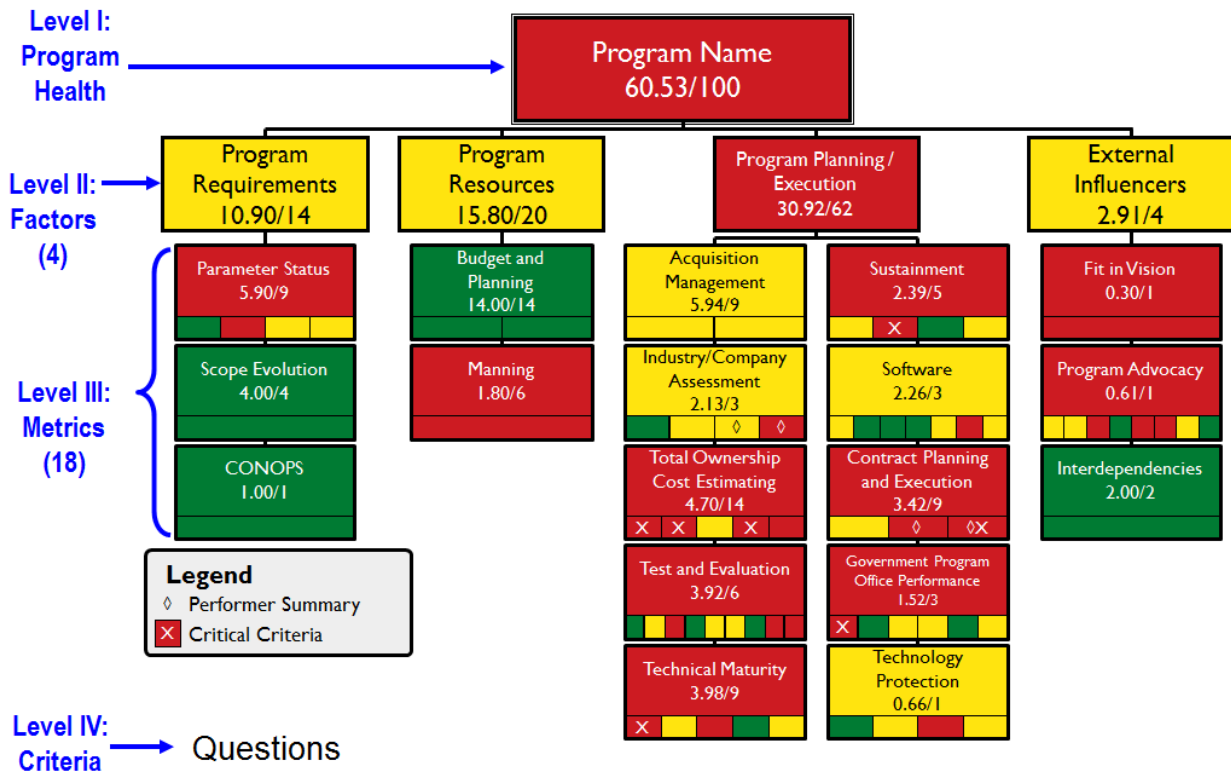 Level I:
Program
Health
Program Name
60.53/100
Level II:
Factors
(4)
Program
Requirements
10.90/14
Program
Resources
15.80/20
Program Planning /
Execution
30.92/62
External
Influencers
2.91/4
Level III:
Metrics
(18)
Parameter Status
5.90/9
Scope Evolution
4.00/4
CONOPS
1.00/1
Budget and
Planning
14.00/14
Manning
1.80/6
Acquisition
Management
5.94/9
Industry/Company
Assessment
2.13/3
◊ ◊
Total Ownership
Cost Estimating
4.70/14
X X X
Test and Evaluation
3.92/6
Technical Maturity
3.98/9
X
Sustainment
2.39/5
X
Software
2.26/3
Contract Planning
and Execution
3.42/9
◊ ◊X
Government Program
Office Performance
1.52/3
X
Technology
Protection
0.66/1
Fit in Vision
0.30/1
Program Advocacy
0.61/1
Interdependencies
2.00/2
Legend
◊ Performer Summary
X Critical Criteria
Level IV:
Criteria
Questions